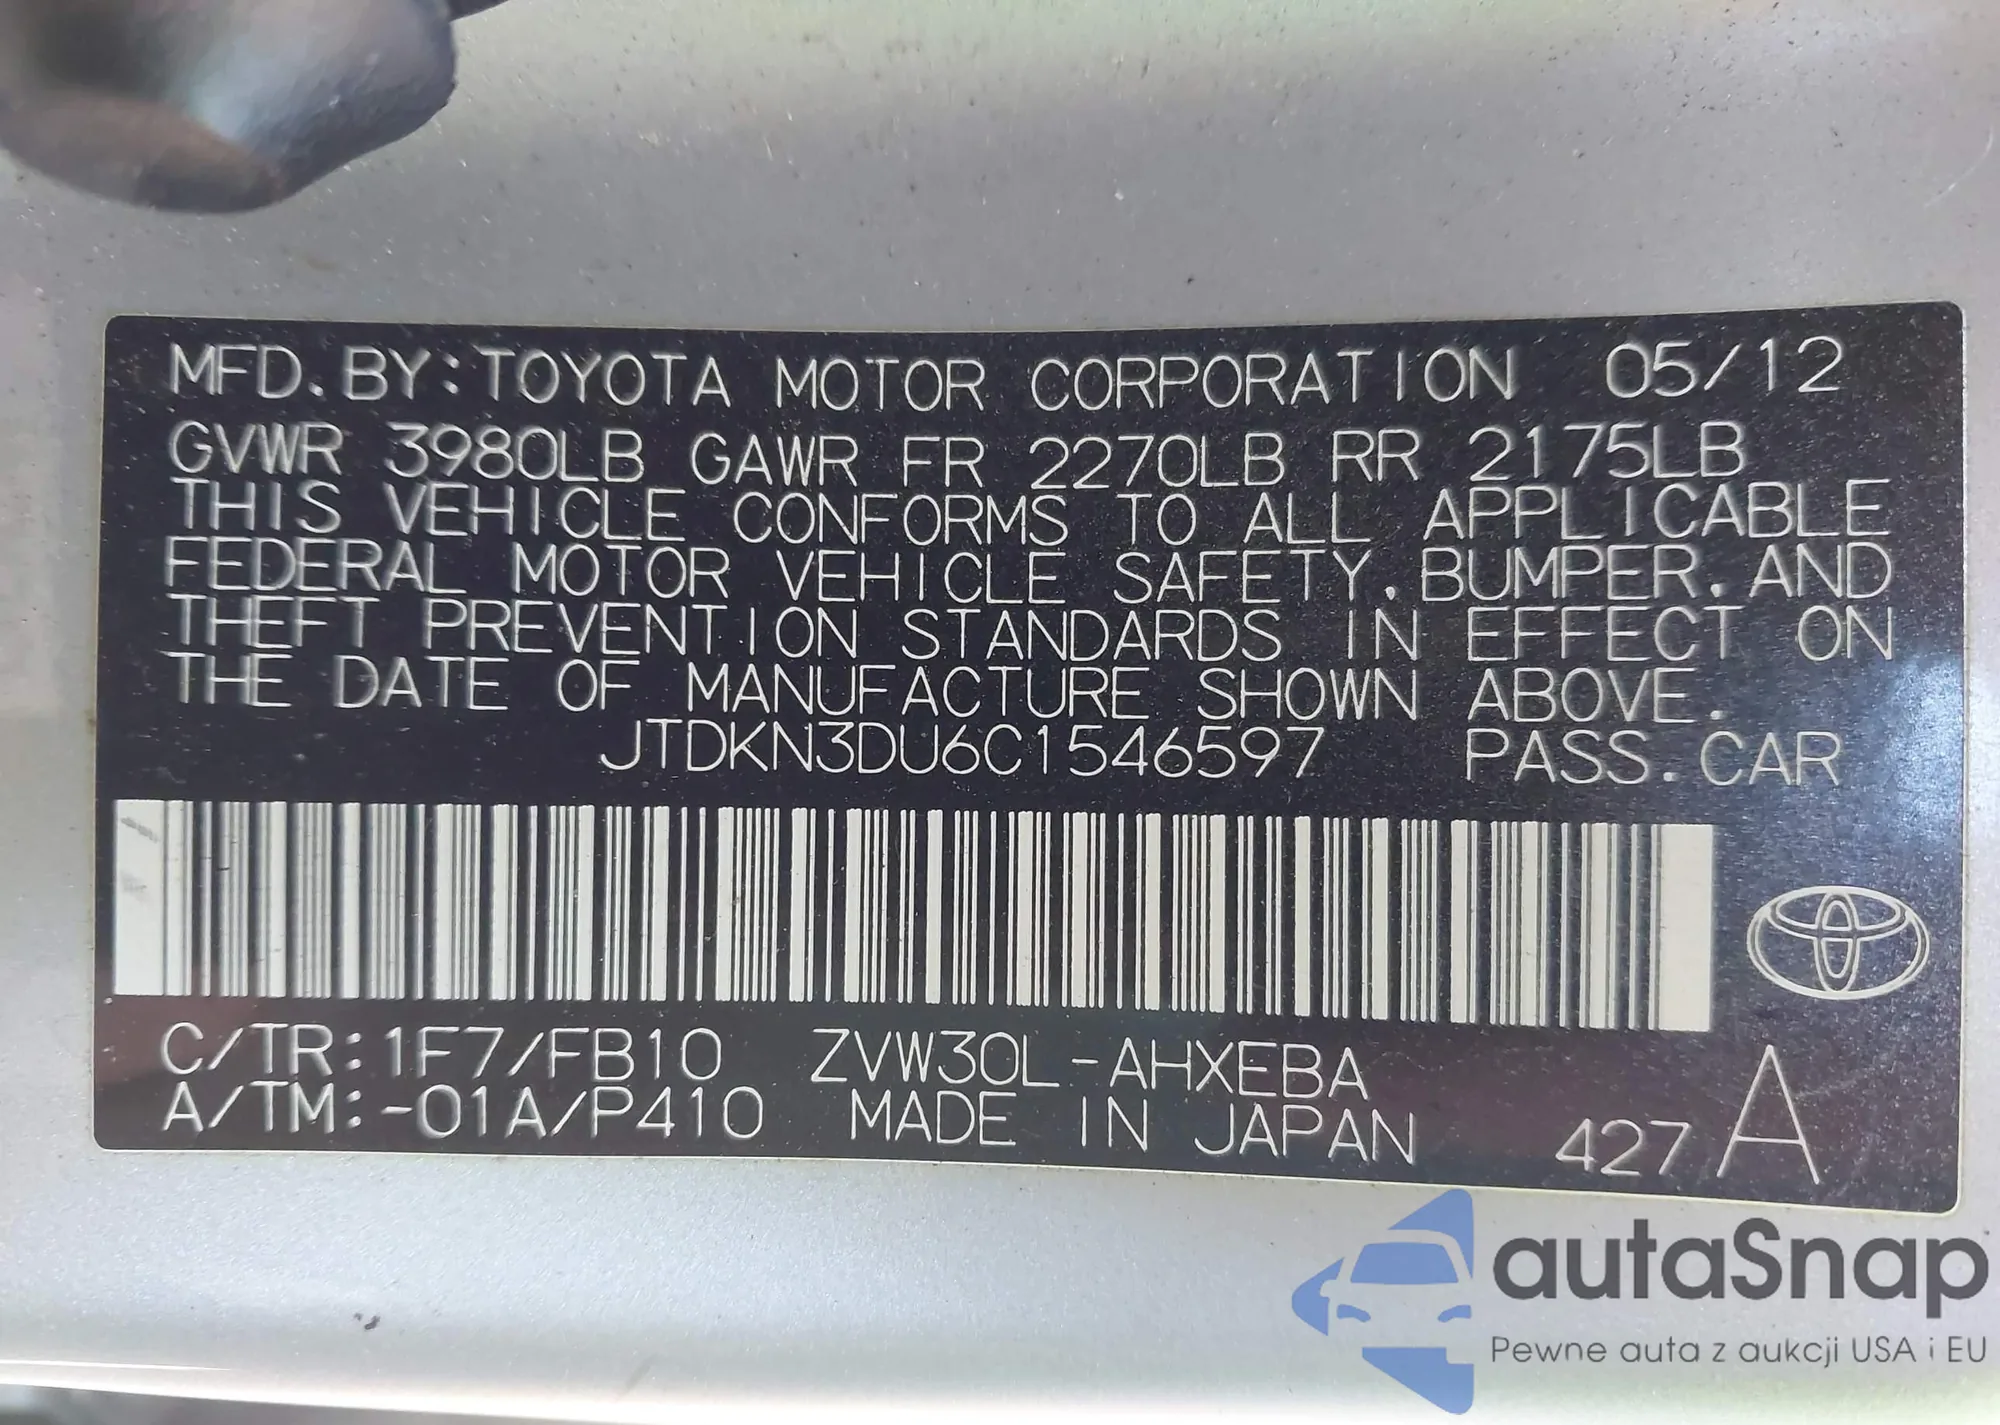 MFD. BY: TOYOTA MOTOR CORPORATION 05/12
GVWR 3980LB GAWR FR 2270LB RR 2175LB
THIS VEHICLE CONFORMS TO ALL APPLICABLE
FEDERAL MOTOR VEHICLE SAFETY, BUMPER, AND
THEFT PREVENTION STANDARDS IN EFFECT ON
THE DATE OF MANUFACTURE SHOWN ABOVE.
JTDKN3DU6C1546597 PASS. CAR
C/TR: 1F7/FB10 ZVW30L-AHXEBA
A/TM: -01A/P410 MADE IN JAPAN 427 A
autaSnap
Pewne auta z aukcji USA i EU